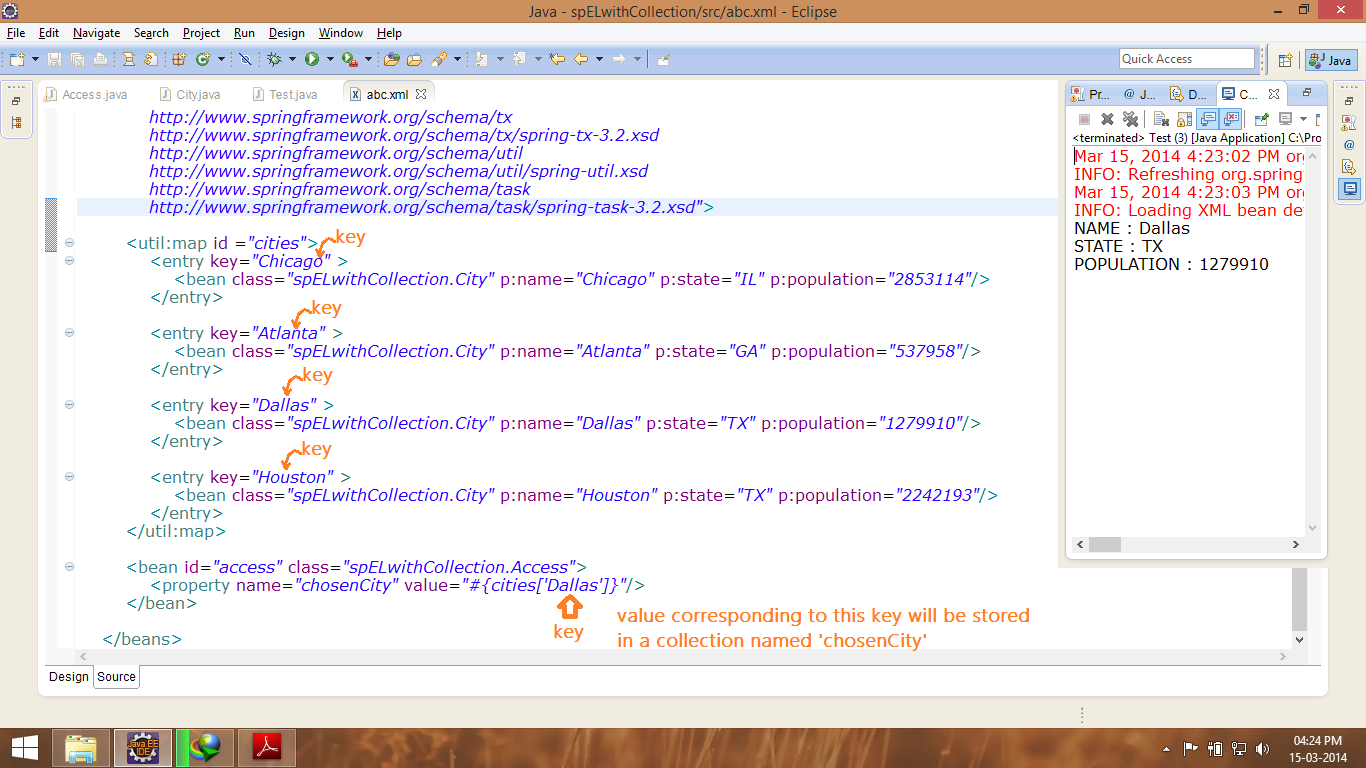 Java - spELwithCollection/src/abc.xml - Eclipse
File Edit Navigate Search Project Run Design Window Help
Quick Access
Java
Access.java City.java Test.java abc.xml
http://www.springframework.org/schema/tx
http://www.springframework.org/schema/tx/spring-tx-3.2.xsd
http://www.springframework.org/schema/util
http://www.springframework.org/schema/util/spring-util.xsd
http://www.springframework.org/schema/task
http://www.springframework.org/schema/task/spring-task-3.2.xsd">
<util:map id ="cities">
key
<entry key="Chicago" >
<bean class="spELwithCollection.City" p:name="Chicago" p:state="IL" p:population="2853114"/>
</entry>
key
<entry key="Atlanta" >
<bean class="spELwithCollection.City" p:name="Atlanta" p:state="GA" p:population="537958"/>
</entry>
key
<entry key="Dallas" >
<bean class="spELwithCollection.City" p:name="Dallas" p:state="TX" p:population="1279910"/>
</entry>
key
<entry key="Houston" >
<bean class="spELwithCollection.City" p:name="Houston" p:state="TX" p:population="2242193"/>
</entry>
</util:map>
<bean id="access" class="spELwithCollection.Access">
<property name="chosenCity" value="#{cities['Dallas']}"/>
</bean>
key
value corresponding to this key will be stored
in a collection named 'chosenCity'
</beans>
Design Source
Pr... @ J... D... C...
<terminated> Test (3) [Java Application] C:\Pro
Mar 15, 2014 4:23:02 PM org
INFO: Refreshing org.spring
Mar 15, 2014 4:23:03 PM org
INFO: Loading XML bean de
NAME : Dallas
STATE : TX
POPULATION : 1279910
Java EE
IDE
04:24 PM
15-03-2014